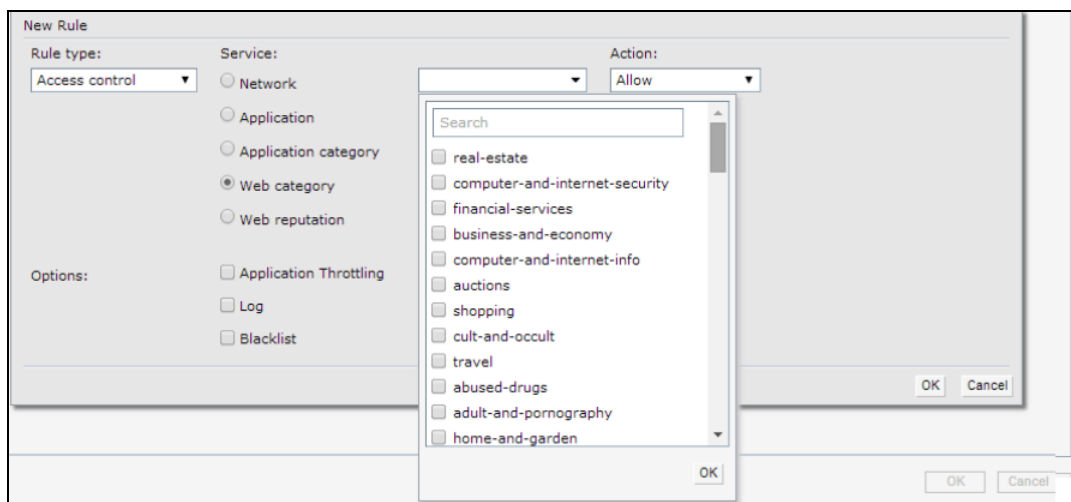 New Rule
Rule type:
Service:
Action:
Access control
Network
Allow
Application
Application category
Web category
Web reputation
Search
real-estate
computer-and-internet-security
financial-services
business-and-economy
computer-and-internet-info
auctions
shopping
cult-and-occult
travel
abused-drugs
adult-and-pornography
home-and-garden
OK
Options:
Application Throttling
Log
Blacklist
OK Cancel
OK Cancel